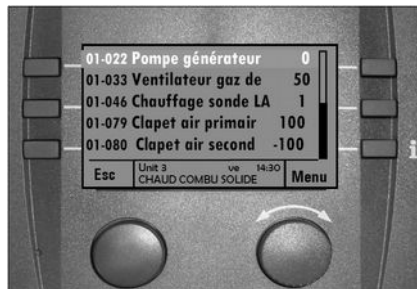 01-022 Pompe générateur 0
01-033 Ventilateur gaz de 50
01-046 Chauffage sonde LA 1
01-079 Clapet air primair 100
01-080 Clapet air second -100
Esc Unit 3 ve 14:30 Menu
CHAUD COMBU SOLIDE
i